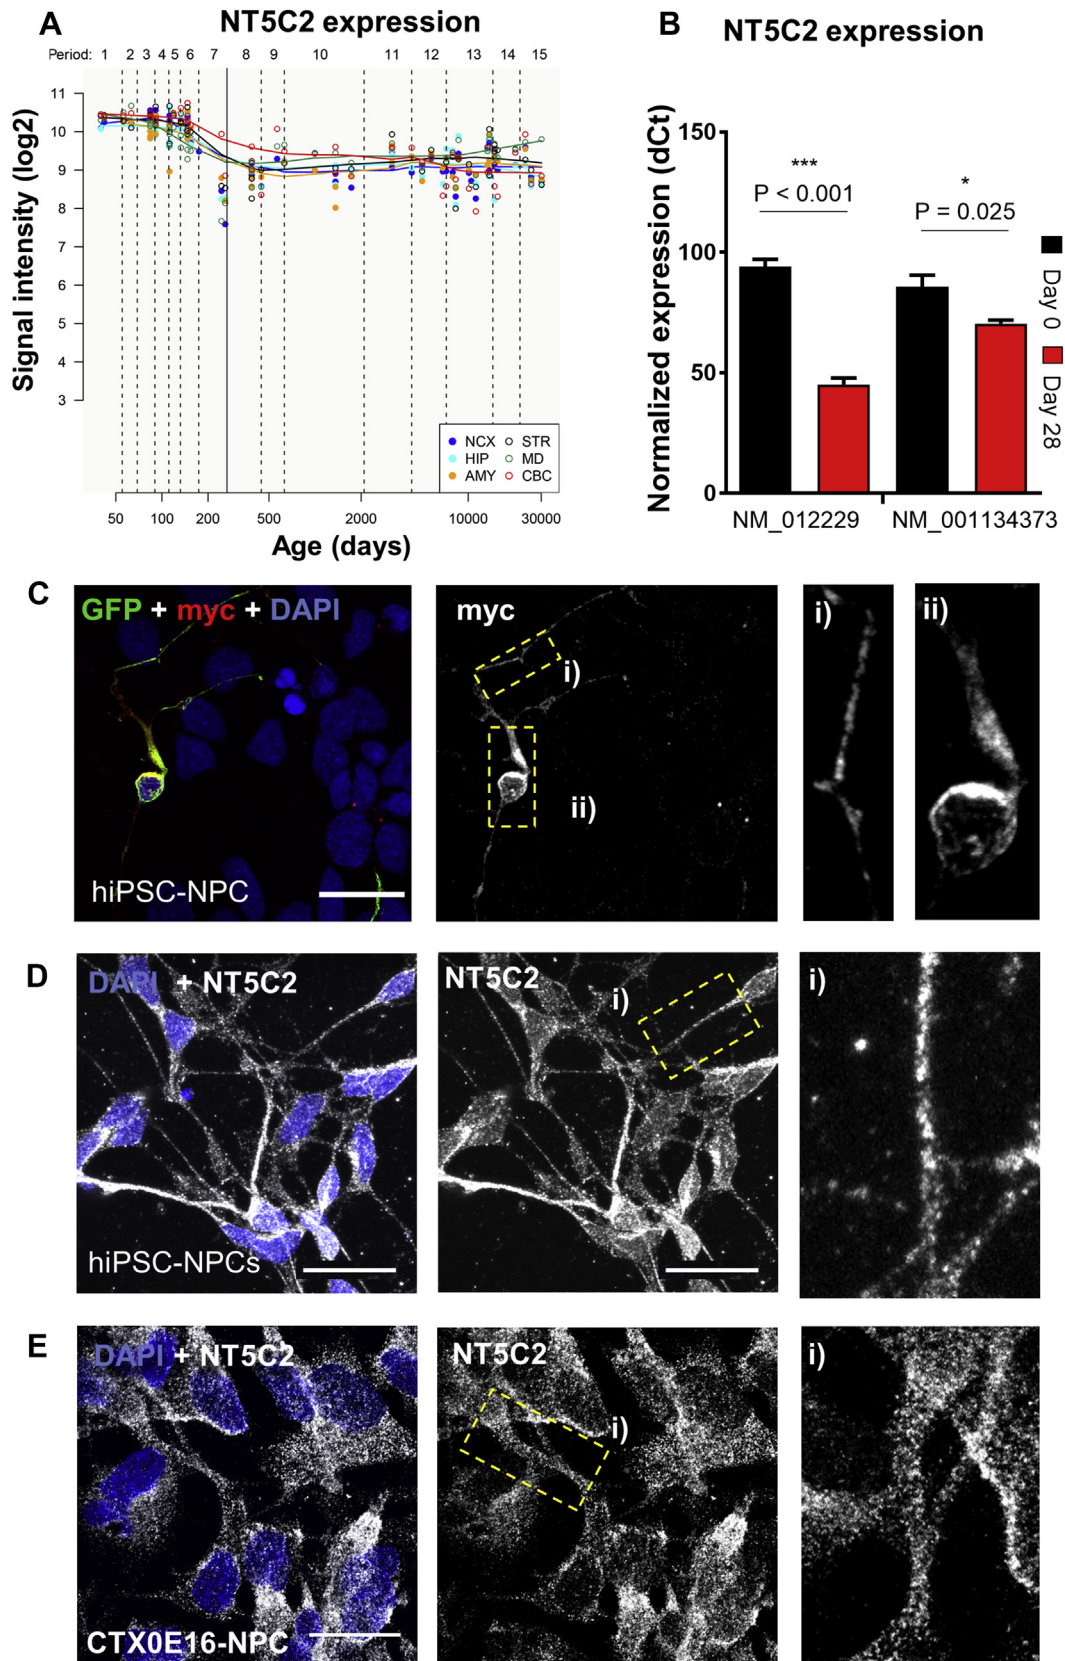 A
NT5C2 expression
Period: 1 2 3 4 5 6 7 8 9 10 11 12 13 14 15
Signal intensity (log2)
11
10
9
8
7
6
5
4
3
NCX STR
HIP MD
AMY CBC
50 100 200 500 2000 10000 30000
Age (days)
B
NT5C2 expression
Normalized expression (dCt)
150
100
50
0
***
P < 0.001
*
P = 0.025
Day 0 Day 28
NM_012229 NM_001134373
C
GFP + myc + DAPI
hiPSC-NPC
myc
i)
ii)
i)
ii)
D
DAPI + NT5C2
hiPSC-NPCs
NT5C2
i)
i)
E
DAPI + NT5C2
CTX0E16-NPC
NT5C2
i)
i)